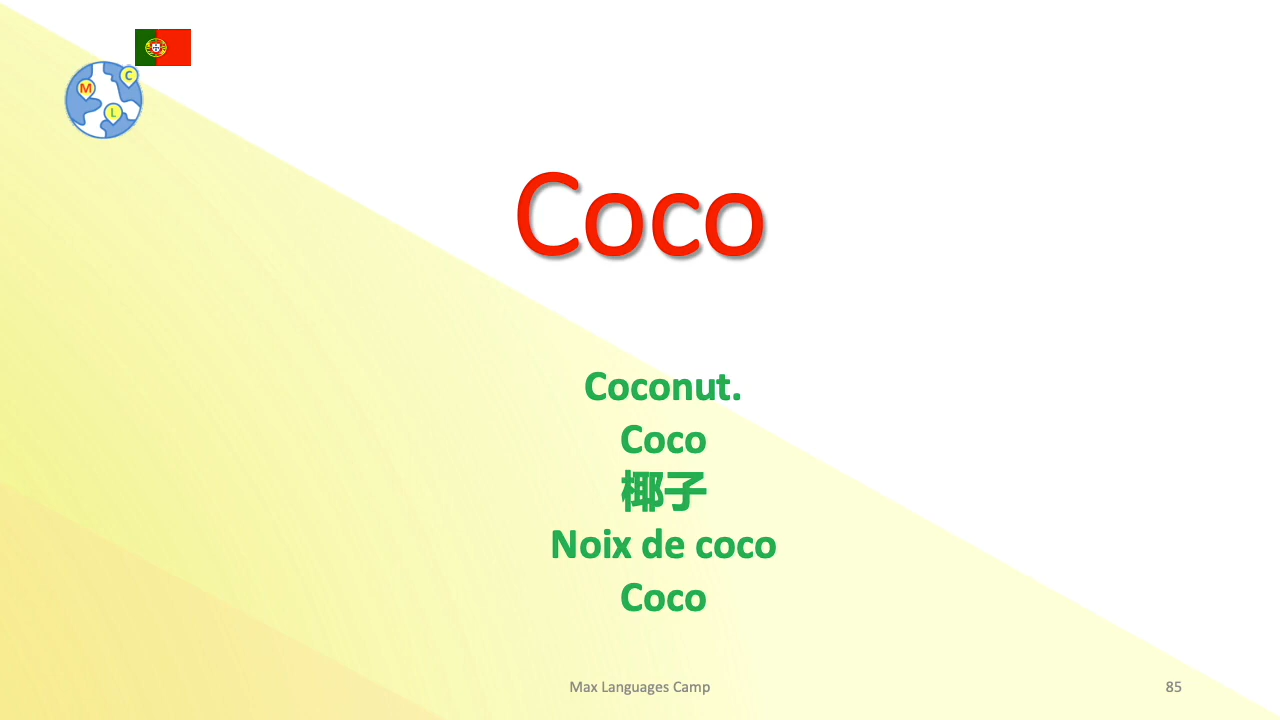 C
M
L
Coco
Coconut.
Coco
椰子
Noix de coco
Coco
Max Languages Camp
85